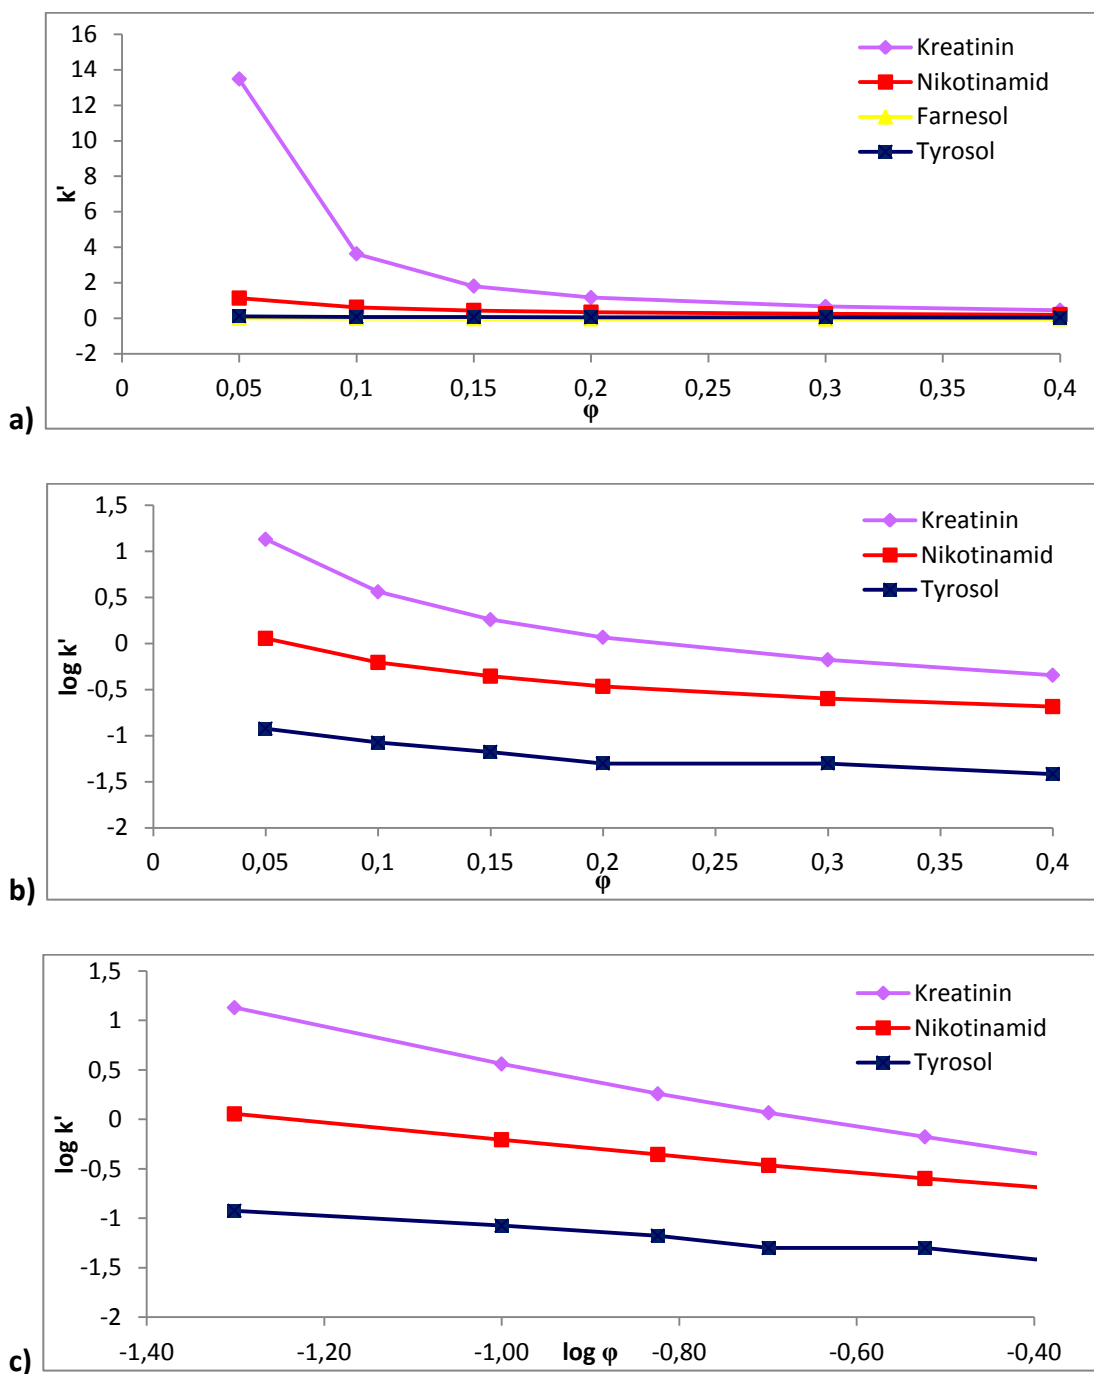 16
14
12
10
8
6
4
2
0
-2
k'
0
0,05
0,1
0,15
0,2
0,25
0,3
0,35
0,4
φ
Kreatinin
Nikotinamid
Farnesol
Tyrosol
a)
1,5
1
0,5
0
-0,5
-1
-1,5
-2
log k'
0
0,05
0,1
0,15
0,2
0,25
0,3
0,35
0,4
φ
Kreatinin
Nikotinamid
Tyrosol
b)
1,5
1
0,5
0
-0,5
-1
-1,5
-2
log k'
-1,40
-1,20
-1,00
log φ
-0,80
-0,60
-0,40
Kreatinin
Nikotinamid
Tyrosol
c)